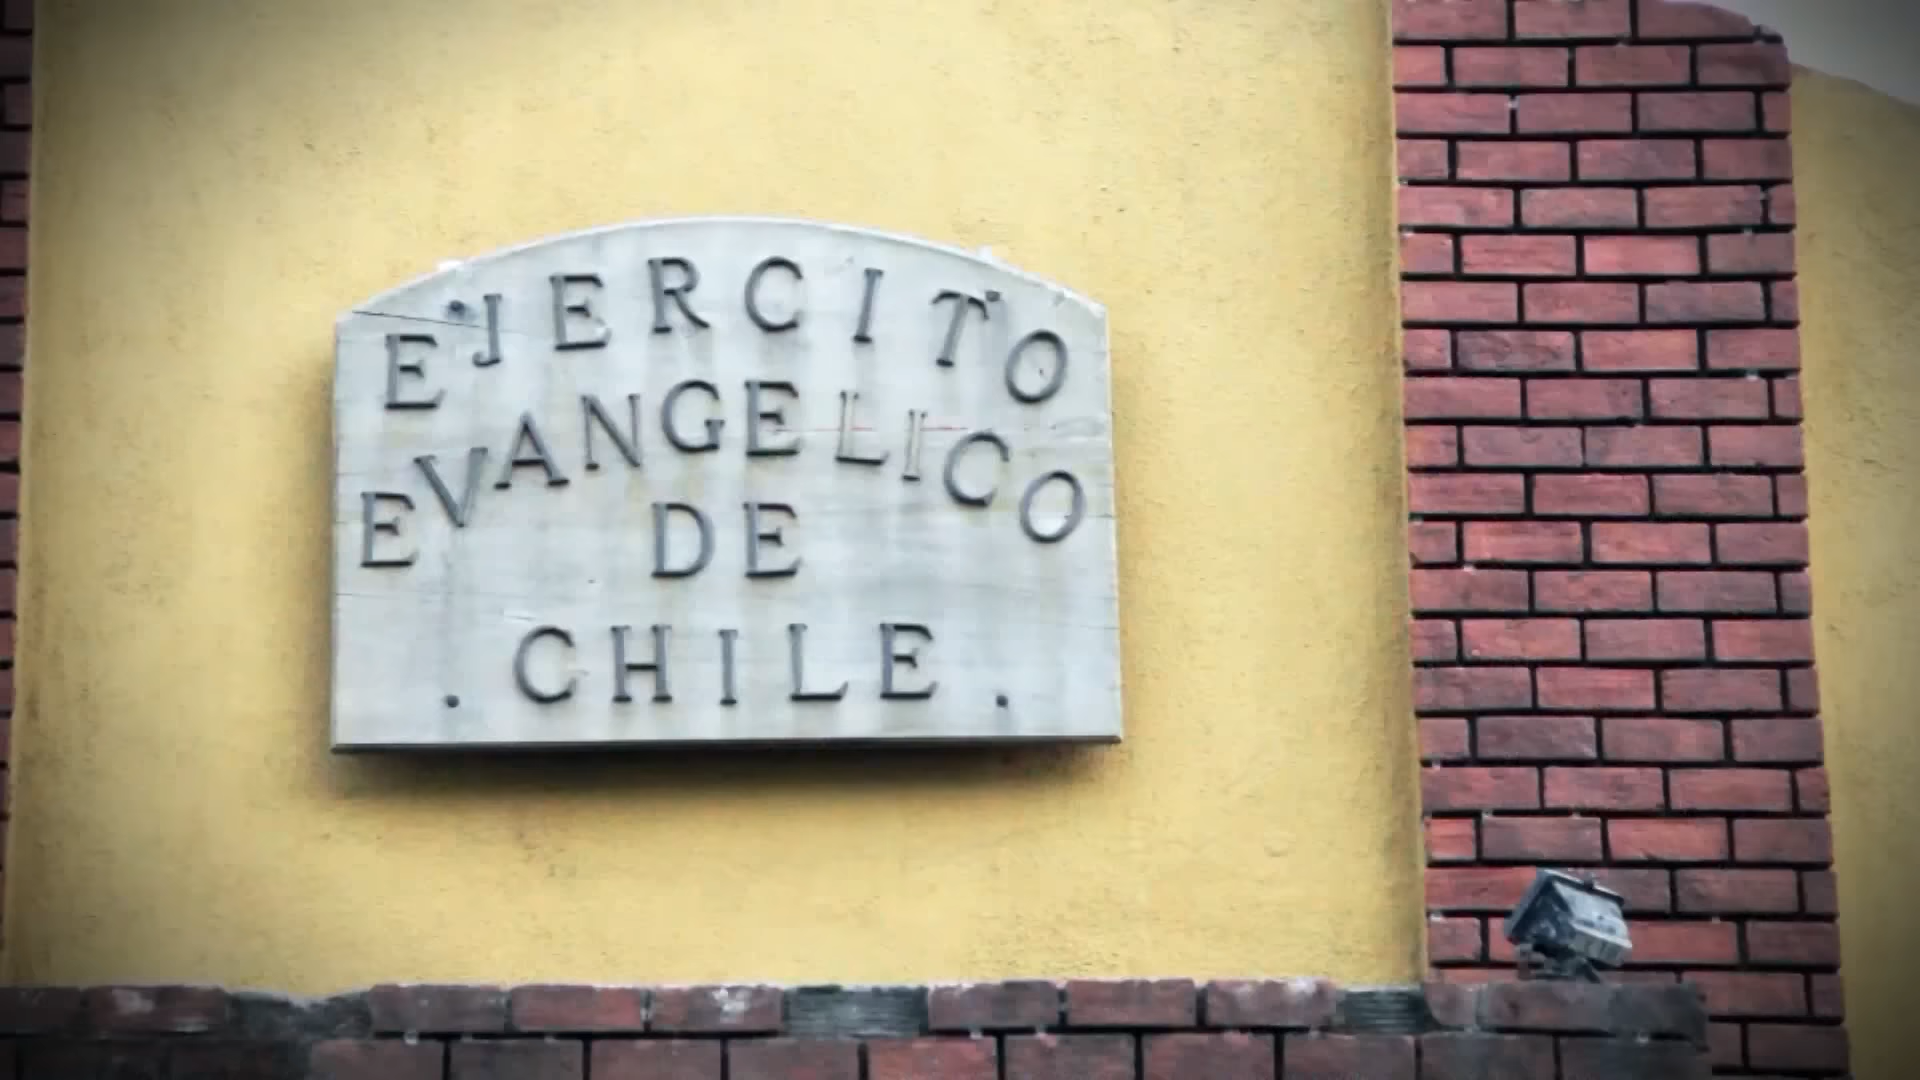 EJERCITO
EVANGELICO
DE
. CHILE .